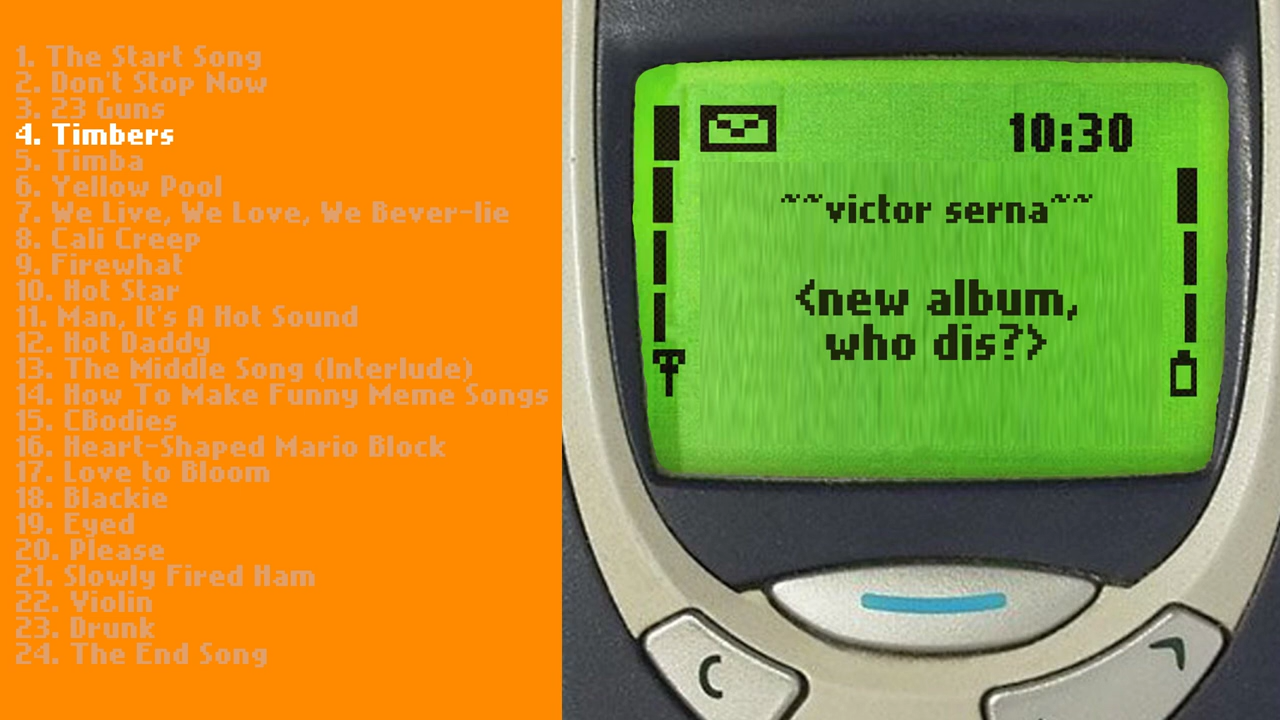 1. The Start Song
2. Don't Stop Now
3. 23 Guns
4. Timbers
5. Timba
6. Yellow Pool
7. We Live, We Love, We Bever-lie
8. Cali Creep
9. Firewhat
10. Hot Star
11. Man, It's A Hot Sound
12. Hot Daddy
13. The Middle Song (Interlude)
14. How To Make Funny Meme Songs
15. CBodies
16. Heart-Shaped Mario Block
17. Love to Bloom
18. Blackie
19. Eyed
20. Please
21. Slowly Fired Ham
22. Violin
23. Drunk
24. The End Song
10:30
~~victor serna~~
<new album,
who dis?>
C